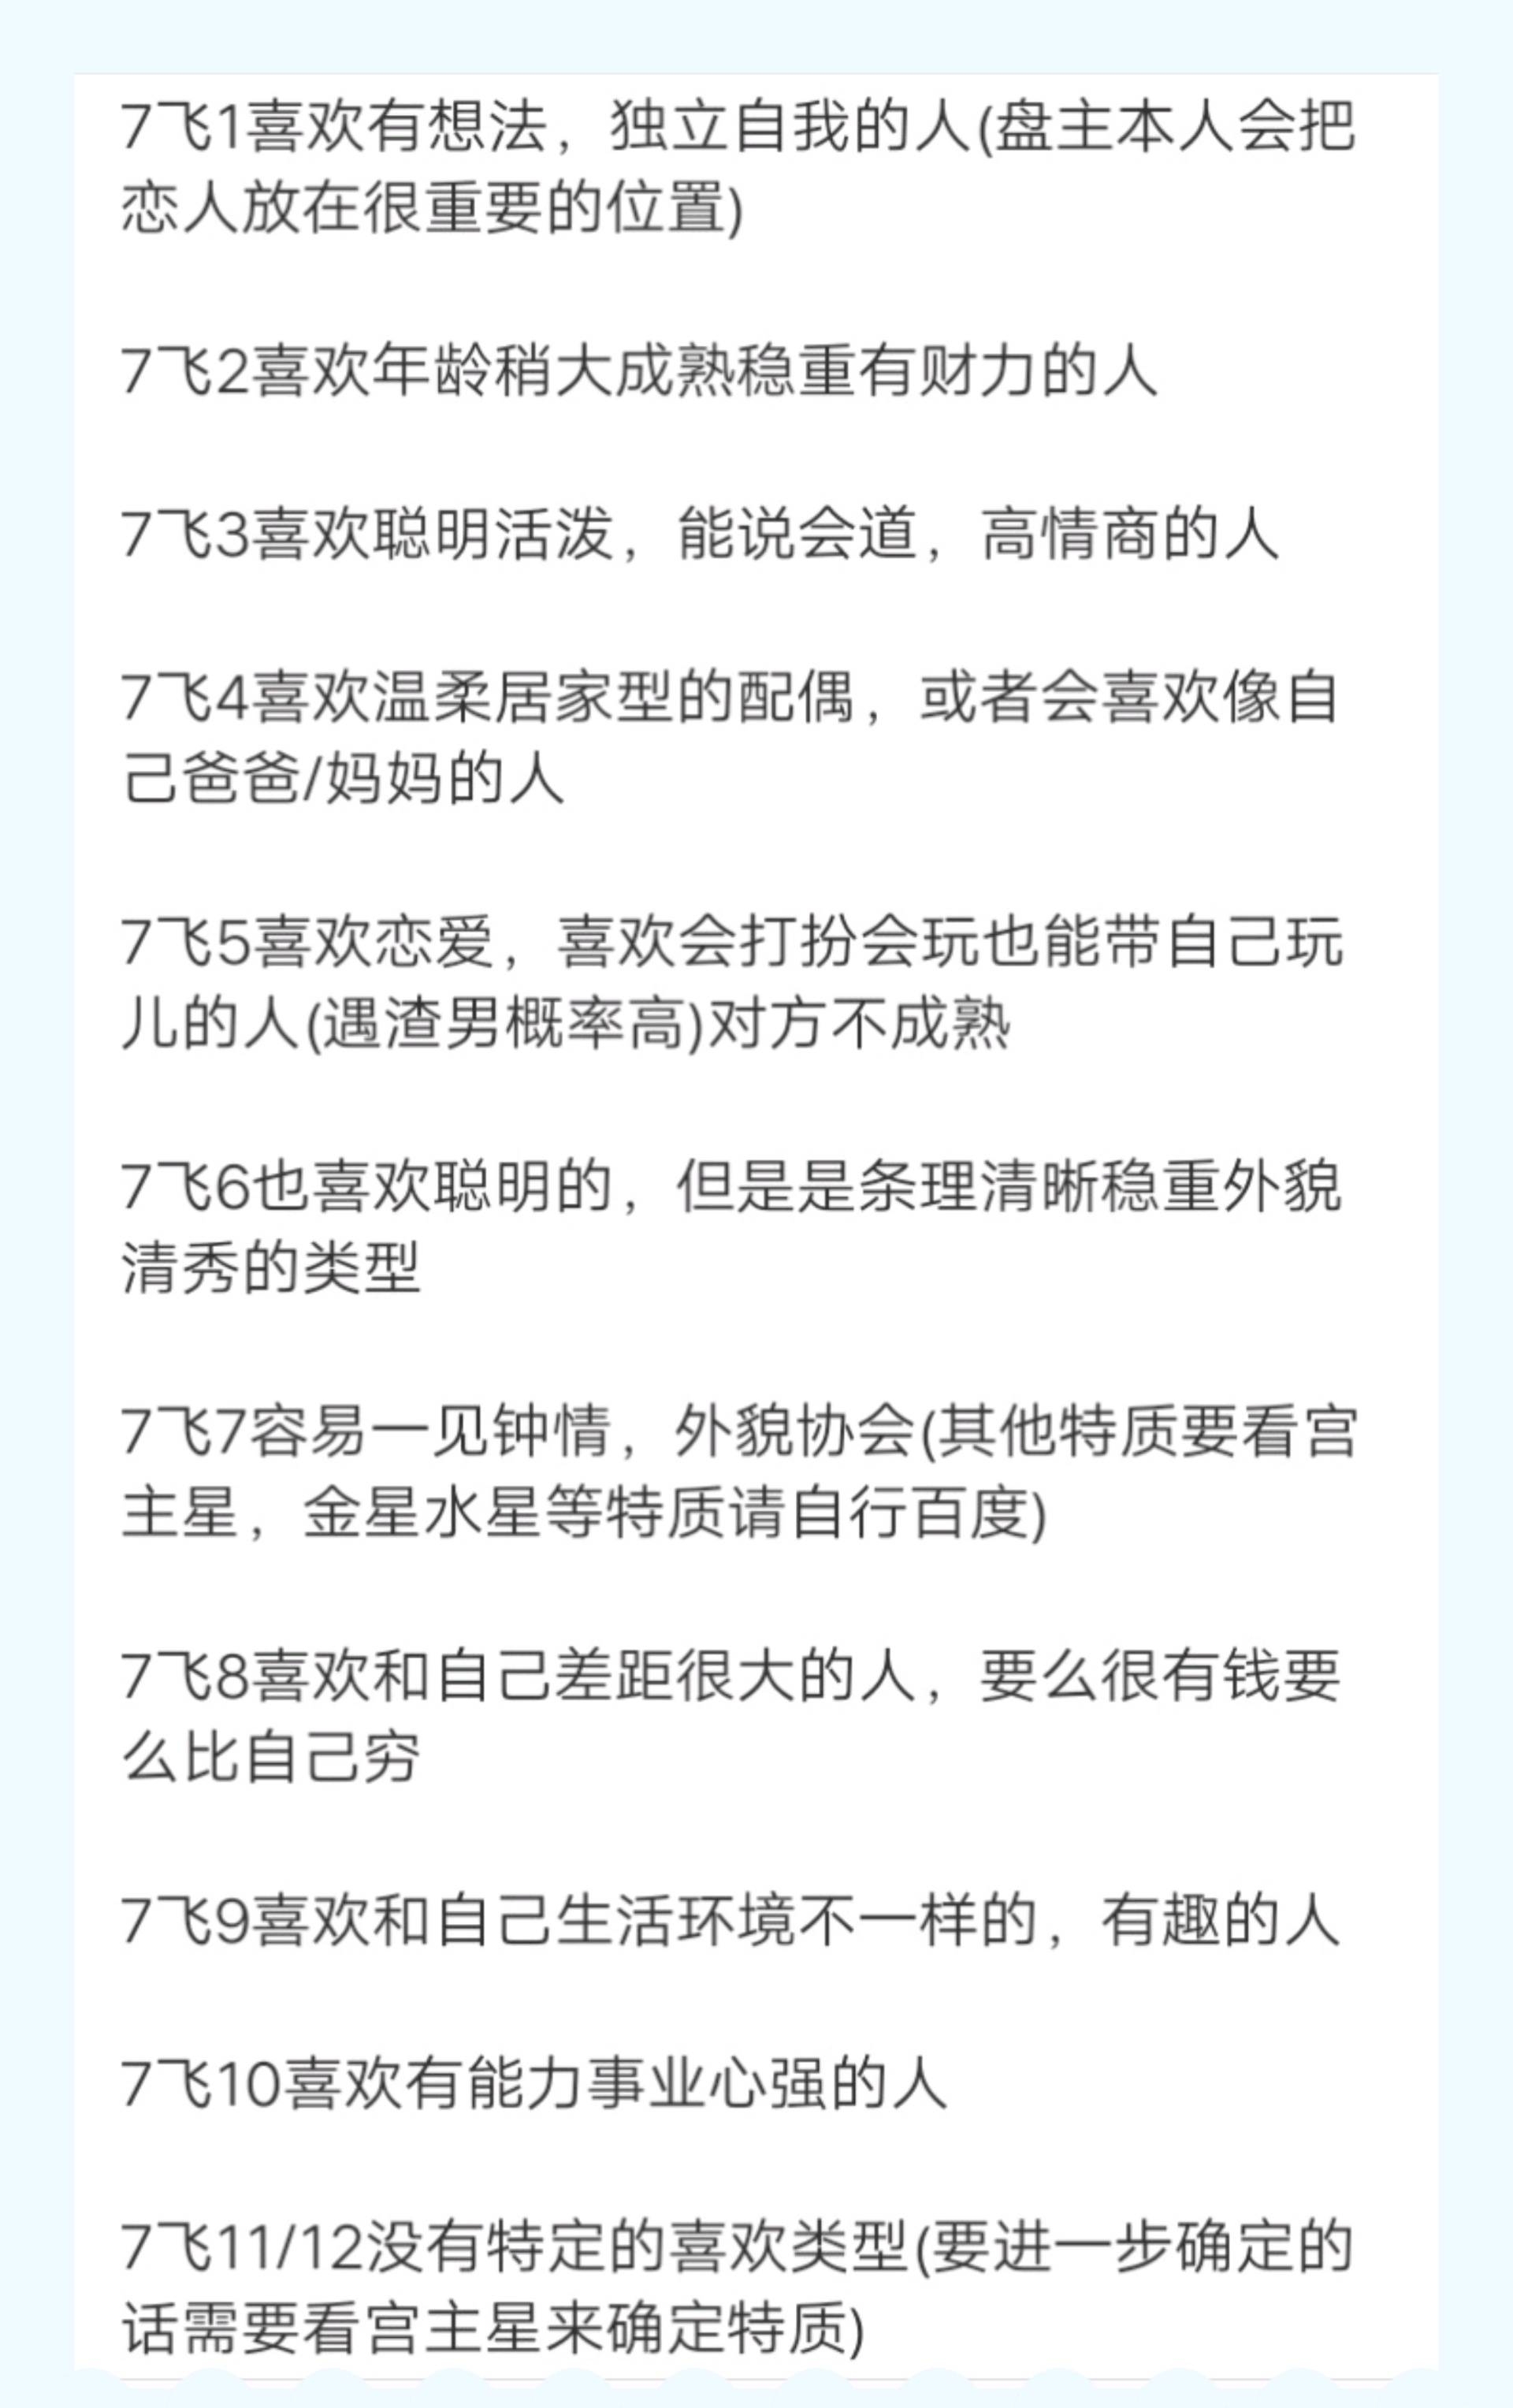 7飞1喜欢有想法，独立自我的人(盘主本人会把
恋人放在很重要的位置)
7飞2喜欢年龄稍大成熟稳重有财力的人
7飞3喜欢聪明活泼，能说会道，高情商的人
7飞4喜欢温柔居家型的配偶，或者会喜欢像自
己爸爸/妈妈的人
7飞5喜欢恋爱，喜欢会打扮会玩也能带自己玩
儿的人(遇渣男概率高)对方不成熟
7飞6也喜欢聪明的，但是是条理清晰稳重外貌
清秀的类型
7飞7容易一见钟情，外貌协会(其他特质要看宫
主星，金星水星等特质请自行百度)
7飞8喜欢和自己差距很大的人，要么很有钱要
么比自己穷
7飞9喜欢和自己生活环境不一样的，有趣的人
7飞10喜欢有能力事业心强的人
7飞11/12没有特定的喜欢类型(要进一步确定的
话需要看宫主星来确定特质)